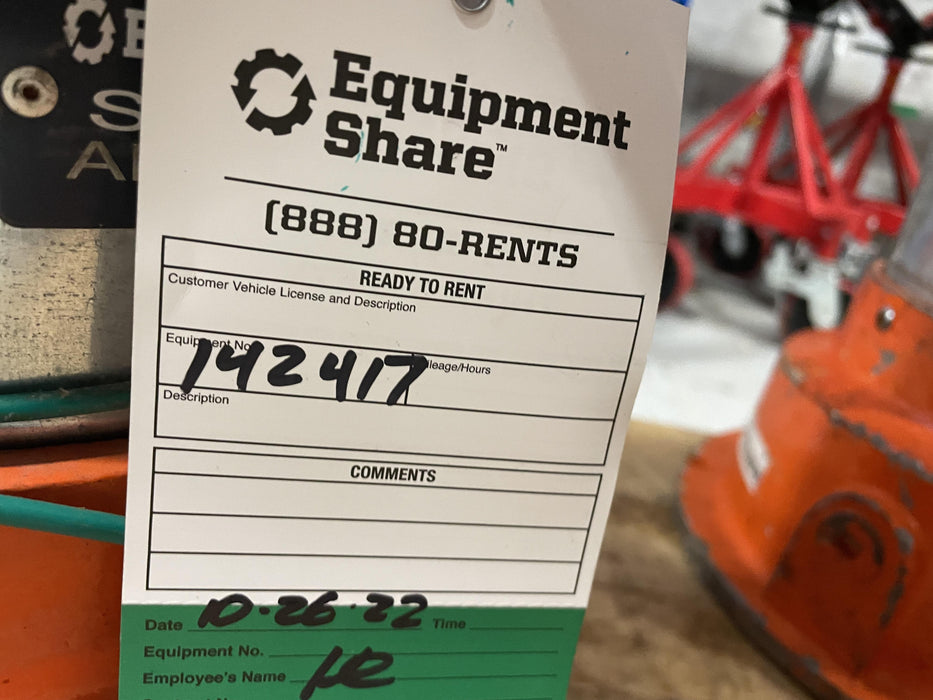 Equipment
Share™
(888) 80-RENTS
READY TO RENT
Customer Vehicle License and Description
Equipment No.
142417
Mileage/Hours
Description
COMMENTS
Date 10-26-22 Time
Equipment No.
Employee's Name